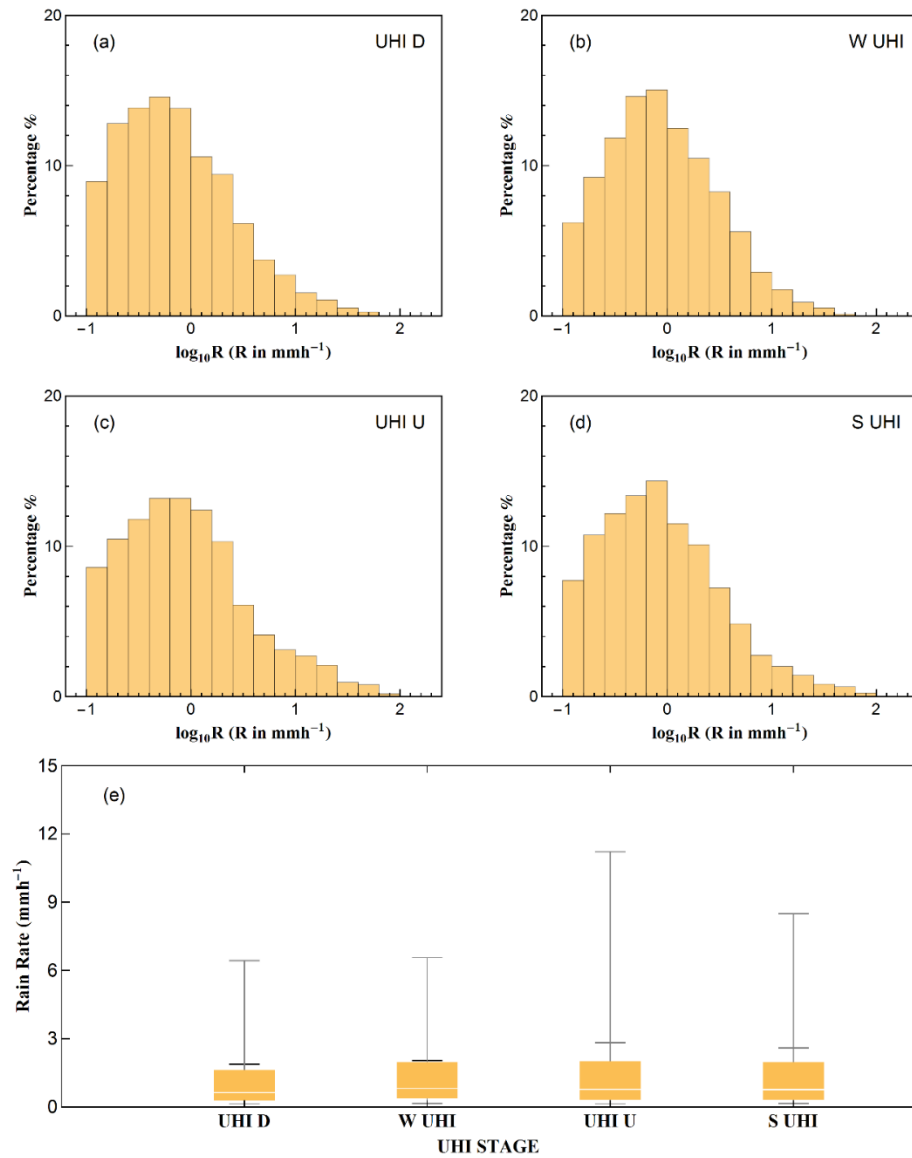 20
10
0
Percentage %
(a)
UHI D
−1 0 1 2
log₁₀R (R in mmh⁻¹)
20
10
0
Percentage %
(b)
W UHI
−1 0 1 2
log₁₀R (R in mmh⁻¹)
20
10
0
Percentage %
(c)
UHI U
−1 0 1 2
log₁₀R (R in mmh⁻¹)
20
10
0
Percentage %
(d)
S UHI
−1 0 1 2
log₁₀R (R in mmh⁻¹)
15
12
9
6
3
0
Rain Rate (mmh⁻¹)
(e)
UHI D W UHI UHI U S UHI
UHI STAGE